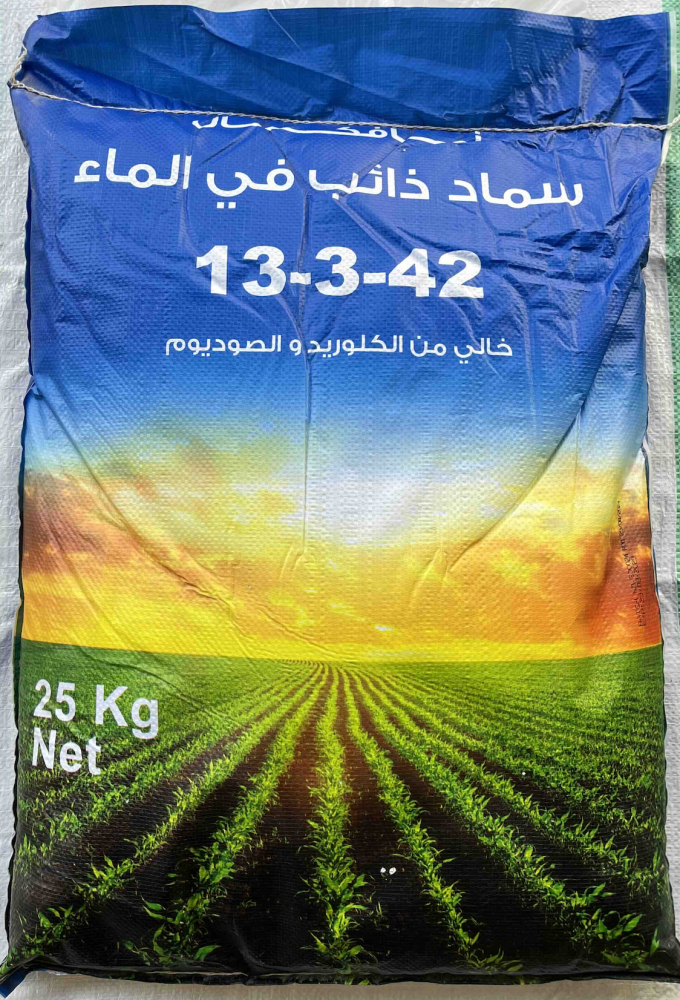 سماد ذائب في الماء
13-3-42
خالي من الكلوريد و الصوديوم
25 Kg
Net